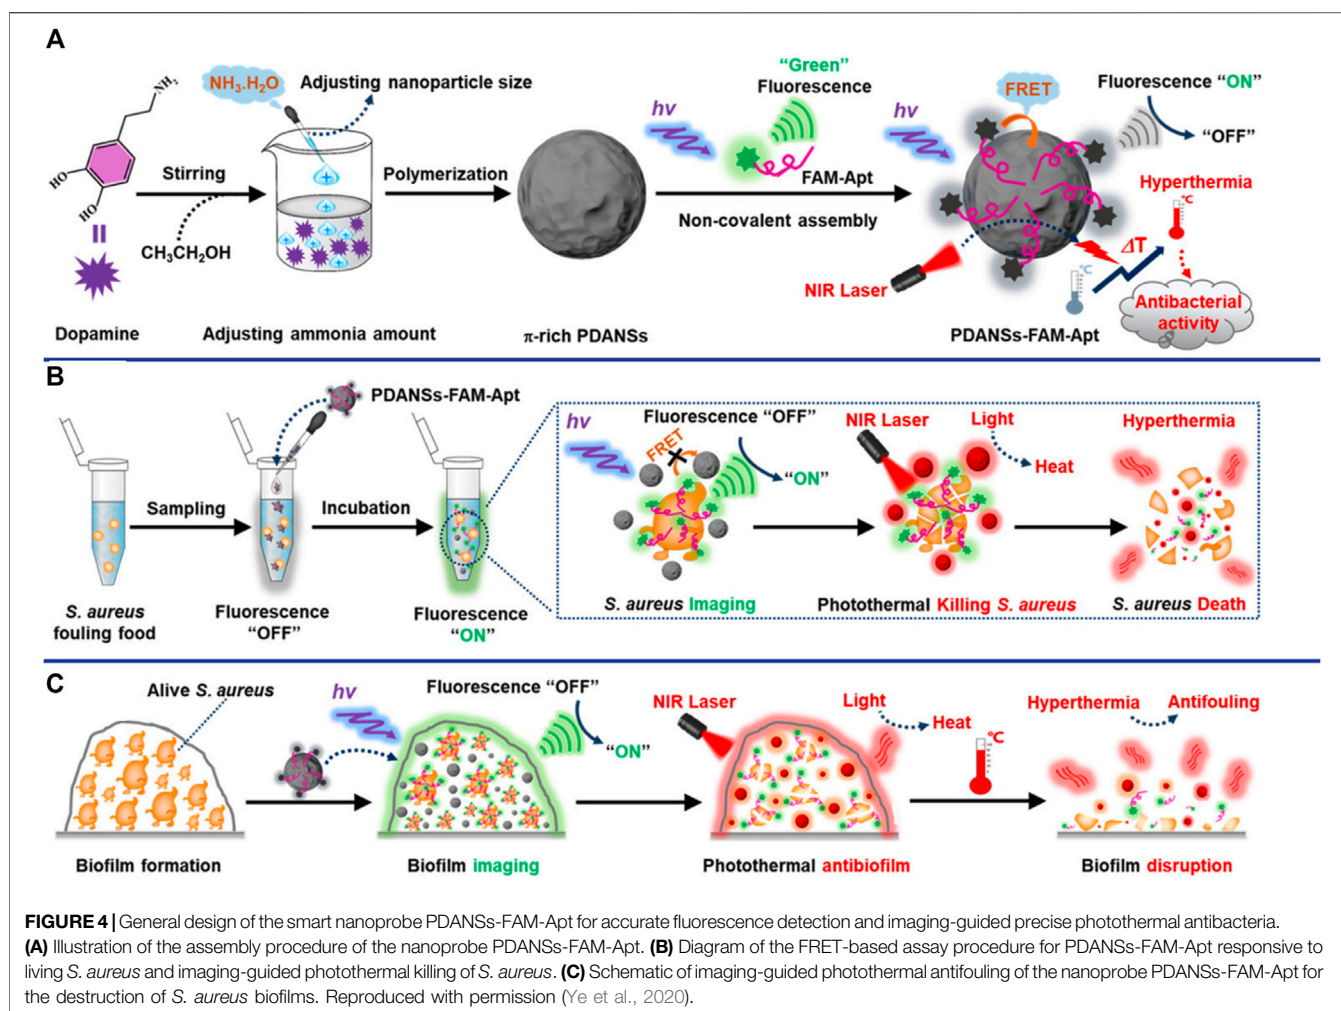 A
NH₂
HO
HO
NH₃.H₂O
Adjusting nanoparticle size
Stirring
CH₃CH₂OH
Polymerization
hv
"Green"
Fluorescence
FAM-Apt
Non-covalent assembly
hv
FRET
Fluorescence "ON"
"OFF"
Hyperthermia
°C
ΔT
°C
NIR Laser
Antibacterial
activity
Dopamine
Adjusting ammonia amount
π-rich PDANSs
PDANSs-FAM-Apt
B
PDANSs-FAM-Apt
Sampling
Incubation
S. aureus
fouling food
Fluorescence
"OFF"
Fluorescence
"ON"
hv
Fluorescence "OFF"
FRET
"ON"
NIR Laser
Light
Heat
Hyperthermia
S. aureus Imaging
Photothermal Killing S. aureus
S. aureus Death
C
Alive S. aureus
hv
Fluorescence "OFF"
"ON"
NIR Laser
Light
Heat
°C
Hyperthermia
Antifouling
Biofilm formation
Biofilm imaging
Photothermal antibiofilm
Biofilm disruption
FIGURE 4 | General design of the smart nanoprobe PDANSs-FAM-Apt for accurate fluorescence detection and imaging-guided precise photothermal antibacteria.
(A) Illustration of the assembly procedure of the nanoprobe PDANSs-FAM-Apt. (B) Diagram of the FRET-based assay procedure for PDANSs-FAM-Apt responsive to
living S. aureus and imaging-guided photothermal killing of S. aureus. (C) Schematic of imaging-guided photothermal antifouling of the nanoprobe PDANSs-FAM-Apt for
the destruction of S. aureus biofilms. Reproduced with permission (Ye et al., 2020).